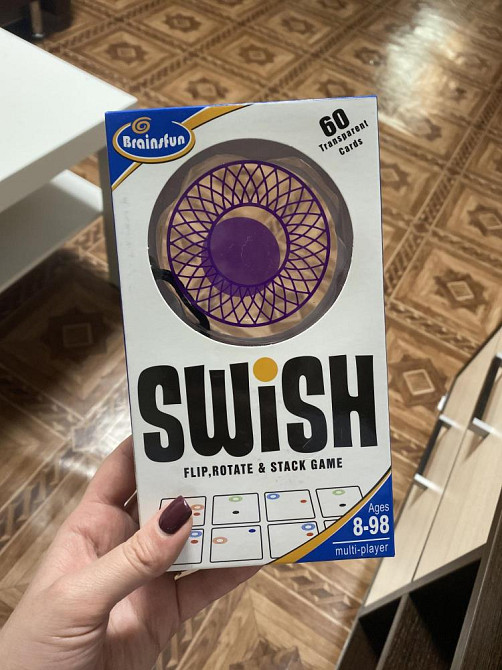 Brainsfun
60
Transparent
Cards
SWiSH
FLIP,ROTATE & STACK GAME
Ages
8-98
multi-player